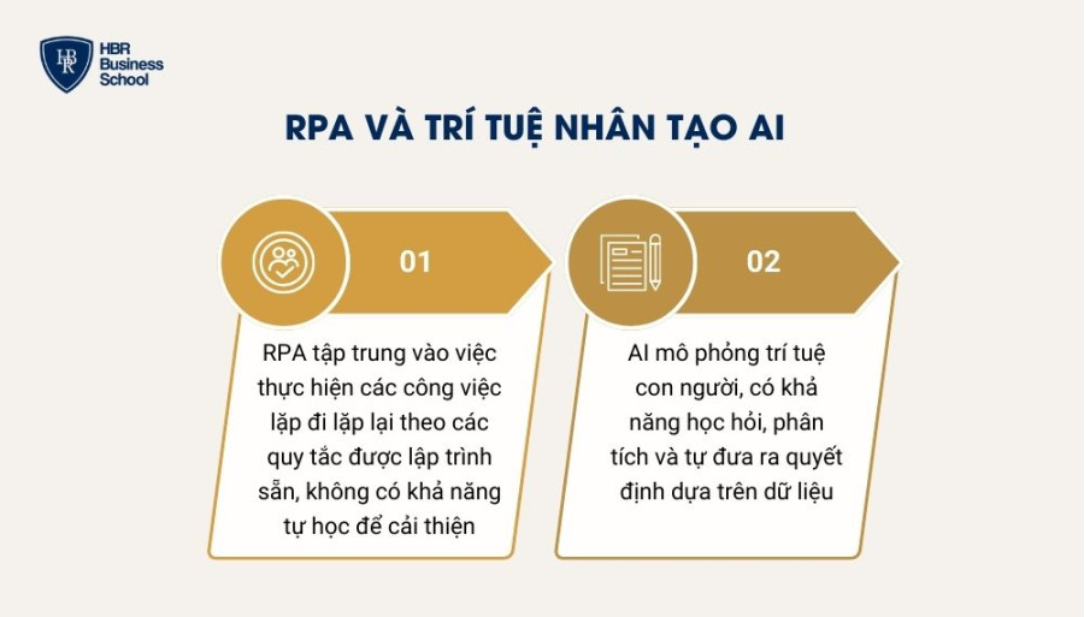 HBR
Business
School
RPA VÀ TRÍ TUỆ NHÂN TẠO AI
01
RPA tập trung vào việc
thực hiện các công việc
lặp đi lặp lại theo các
quy tắc được lập trình
sẵn, không có khả năng
tự học để cải thiện
02
AI mô phỏng trí tuệ
con người, có khả
năng học hỏi, phân
tích và tự đưa ra quyết
định dựa trên dữ liệu